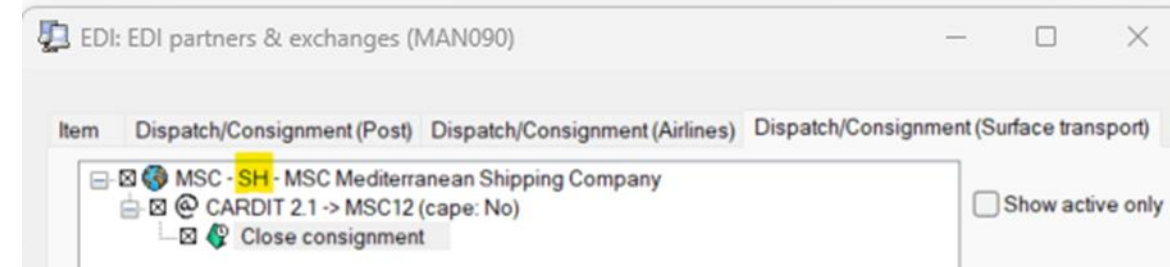 EDI: EDI partners & exchanges (MAN090)
Item Dispatch/Consignment (Post) Dispatch/Consignment (Airlines) Dispatch/Consignment (Surface transport)
MSC - SH - MSC Mediterranean Shipping Company
CARDIT 2.1 -> MSC12 (cape: No)
Show active only
Close consignment